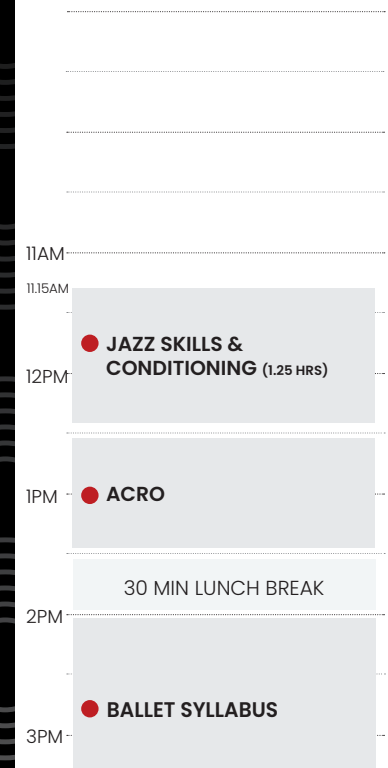 11AM
11.15AM
JAZZ SKILLS &
CONDITIONING (1.25 HRS)
12PM
1PM
ACRO
30 MIN LUNCH BREAK
2PM
BALLET SYLLABUS
3PM